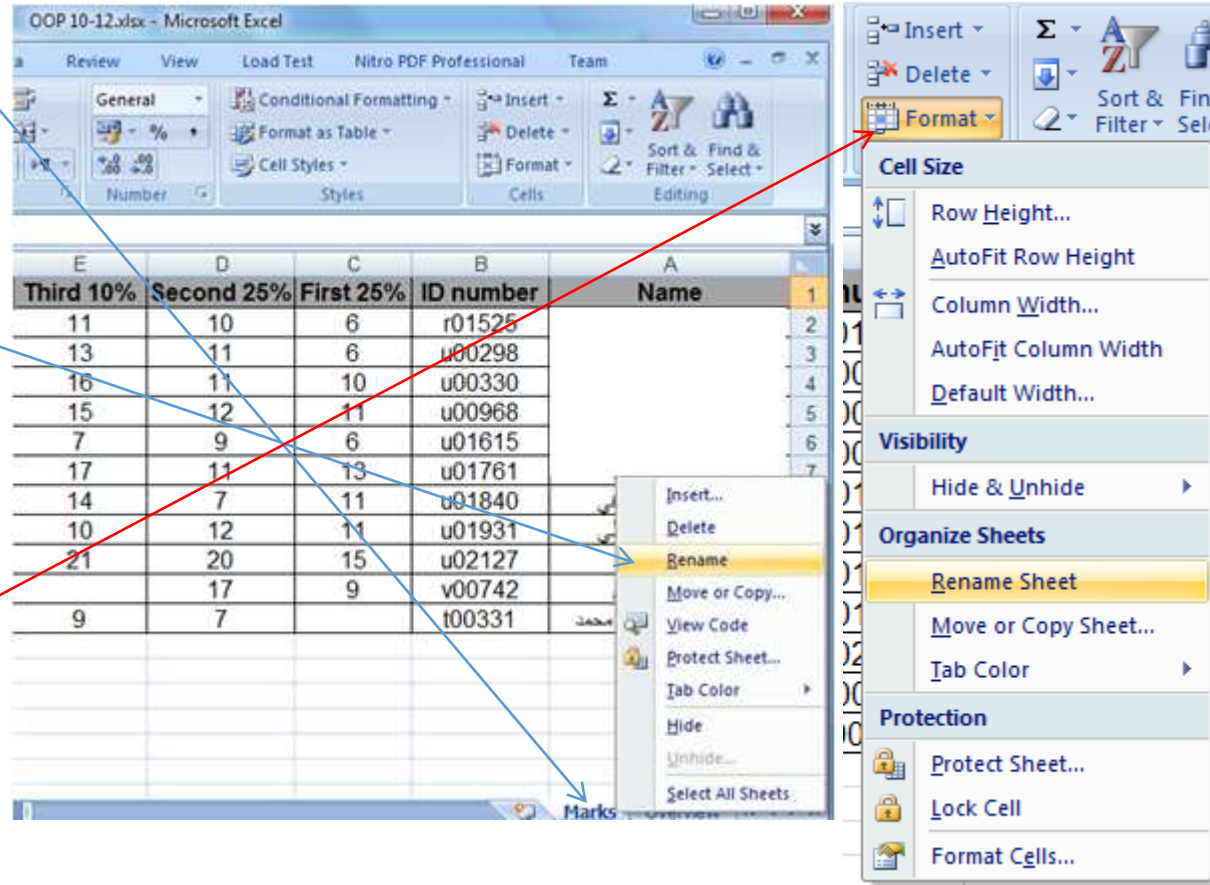 OOP 10-12.xlsx - Microsoft Excel
a Review View Load Test Nitro PDF Professional Team
General
% ,
Number
Conditional Formatting
Format as Table
Cell Styles
Styles
Insert
Delete
Format
Cells
Σ
Sort & Filter
Find & Select
Editing
E D C B A
Third 10% Second 25% First 25% ID number Name 1
11 10 6 r01525 2
13 11 6 u00298 3
16 11 10 u00330 4
15 12 11 u00968 5
7 9 6 u01615 6
17 11 13 u01761 7
14 7 11 u01840
10 12 11 u01931
21 20 15 u02127
17 9 v00742
9 7 t00331 محمد
Insert...
Delete
Rename
Move or Copy...
View Code
Protect Sheet...
Tab Color
Hide
Unhide...
Select All Sheets
Marks Overview
Insert
Delete
Format
Σ
Sort &
Filter
Fin
Sel
Cell Size
Row Height...
AutoFit Row Height
Column Width...
AutoFit Column Width
Default Width...
Visibility
Hide & Unhide
Organize Sheets
Rename Sheet
Move or Copy Sheet...
Tab Color
Protection
Protect Sheet...
Lock Cell
Format Cells...